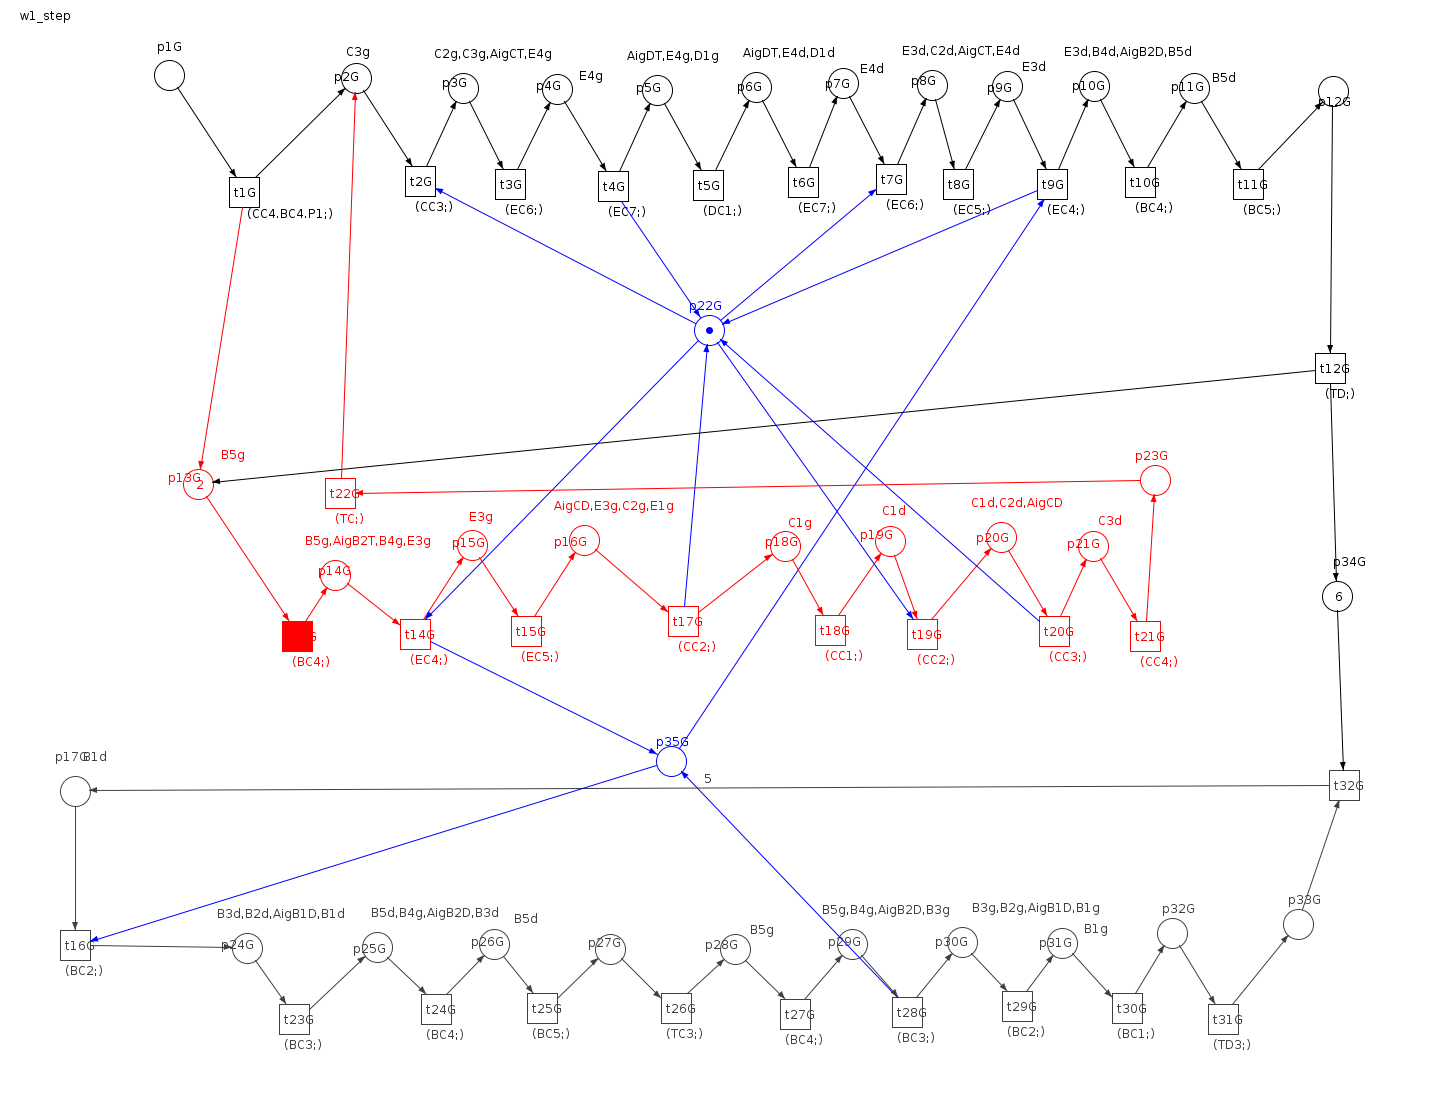 w1_step
p1G
C3g
p2G
C2g,C3g,AigCT,E4g
p3G
E4g
p4G
AigDT,E4g,D1g
p5G
AigDT,E4d,D1d
p6G
E4d
p7G
E3d,C2d,AigCT,E4d
p8G
E3d
p9G
E3d,B4d,AigB2D,B5d
p10G
B5d
p11G
p12G
t1G
(CC4.BC4.P1;)
t2G
(CC3;)
t3G
(EC6;)
t4G
(EC7;)
t5G
(DC1;)
t6G
(EC7;)
t7G
(EC6;)
t8G
(EC5;)
t9G
(EC4;)
t10G
(BC4;)
t11G
(BC5;)
p22G
t12G
(TD;)
B5g
p13G
2
t22G
(TC;)
p23G
B5g,AigB2T,B4g,E3g
p14G
E3g
p15G
AigCD,E3g,C2g,E1g
p16G
C1g
p18G
C1d
p19G
C1d,C2d,AigCD
p20G
C3d
p21G
p34G
6
G
(BC4;)
t14G
(EC4;)
t15G
(EC5;)
t17G
(CC2;)
t18G
(CC1;)
t19G
(CC2;)
t20G
(CC3;)
t21G
(CC4;)
p35G
p17G
B1d
5
t32G
t16G
(BC2;)
B3d,B2d,AigB1D,B1d
p24G
B5d,B4g,AigB2D,B3d
p25G
B5d
p26G
p27G
B5g
p28G
B5g,B4g,AigB2D,B3g
p29G
B3g,B2g,AigB1D,B1g
p30G
B1g
p31G
p32G
p33G
t23G
(BC3;)
t24G
(BC4;)
t25G
(BC5;)
t26G
(TC3;)
t27G
(BC4;)
t28G
(BC3;)
t29G
(BC2;)
t30G
(BC1;)
t31G
(TD3;)